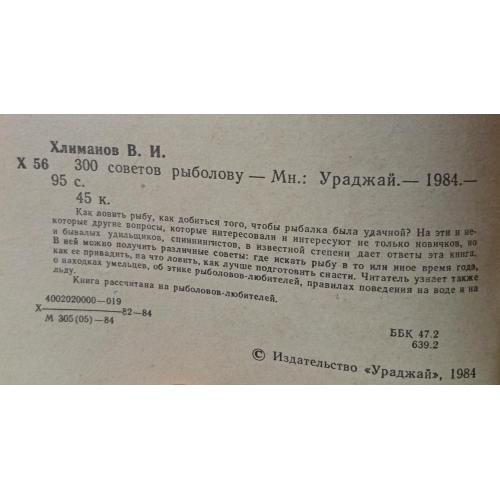 Хлиманов В. И.
Х 56 300 советов рыболову — Мн.: Ураджай.— 1984.—
95 с.
45 к.
Как ловить рыбу, как добиться того, чтобы рыбалка была удачной? На эти и не-
которые другие вопросы, которые интересовали и интересуют не только новичков, но
и бывалых удильщиков, спиннингистов, в известной степени дает ответы эта книга.
В ней можно получить различные советы: где искать рыбу в то или иное время года,
как ее привадить, на что ловить, как лучше подготовить снасти. Читатель узнает также
о находках умельцев, об этике рыболовов-любителей, правилах поведения на воде и на
льду.
Книга рассчитана на рыболовов-любителей.
4002020000—019
Х 82—84
М 305(05)—84
ББК 47.2
639.2
© Издательство «Ураджай», 1984